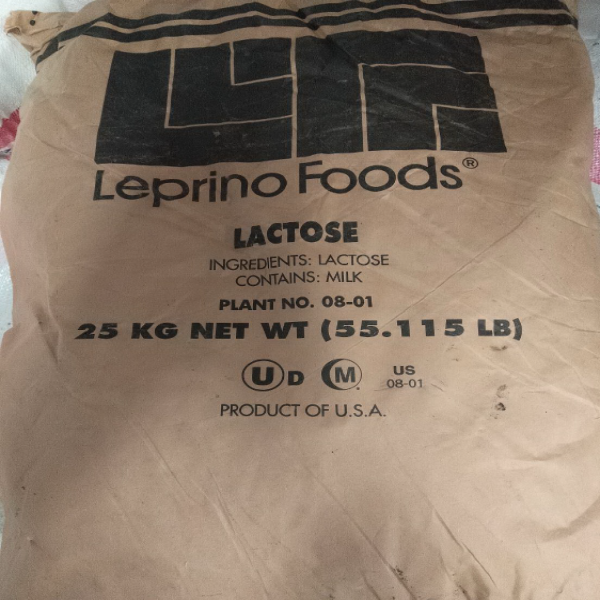 Leprino Foods®
LACTOSE
INGREDIENTS: LACTOSE
CONTAINS: MILK
PLANT NO. 08-01
25 KG NET WT (55.115 LB)
U D M US
08-01
PRODUCT OF U.S.A.